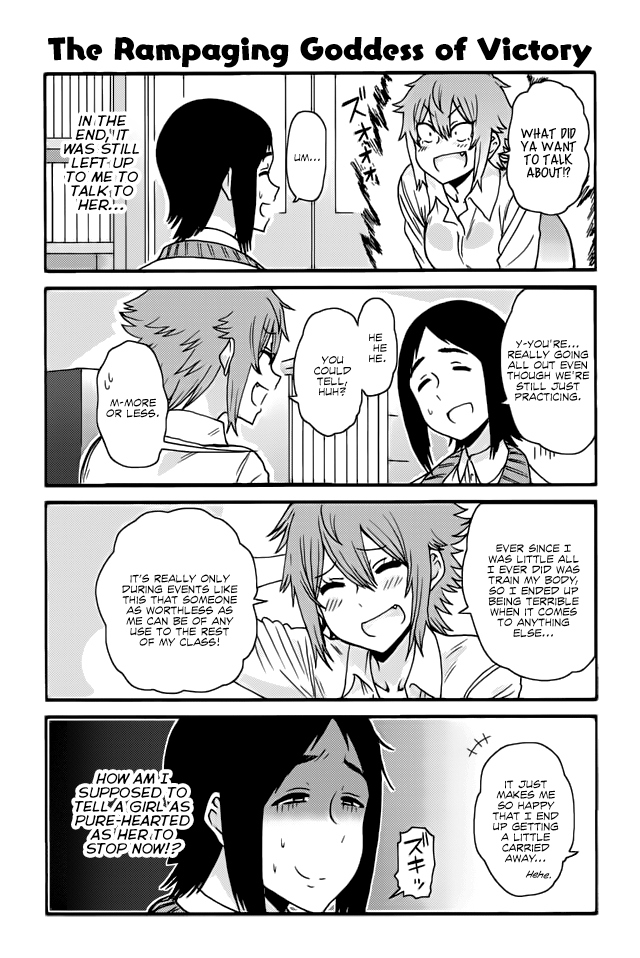 The Rampaging Goddess of Victory
WHAT DID
YA WANT
TO TALK
ABOUT!?
ズオォォ
UM...
IN THE
END, IT
WAS STILL
LEFT UP
TO ME TO
TALK TO
HER...
Y-YOU'RE...
REALLY GOING
ALL OUT EVEN
THOUGH WE'RE
STILL JUST
PRACTICING.
HE
HE
HE.
YOU
COULD
TELL,
HUH?
M-MORE
OR LESS.
EVER SINCE I
WAS LITTLE ALL
I EVER DID WAS
TRAIN MY BODY,
SO I ENDED UP
BEING TERRIBLE
WHEN IT COMES
TO ANYTHING
ELSE...
IT'S REALLY ONLY
DURING EVENTS LIKE
THIS THAT SOMEONE
AS WORTHLESS AS
ME CAN BE OF ANY
USE TO THE REST
OF MY CLASS!
IT JUST
MAKES ME
SO HAPPY
THAT I END
UP GETTING
A LITTLE
CARRIED
AWAY...
Hehe.
ズキッ
HOW AM I
SUPPOSED TO
TELL A GIRL AS
PURE-HEARTED
AS HER TO
STOP NOW!?